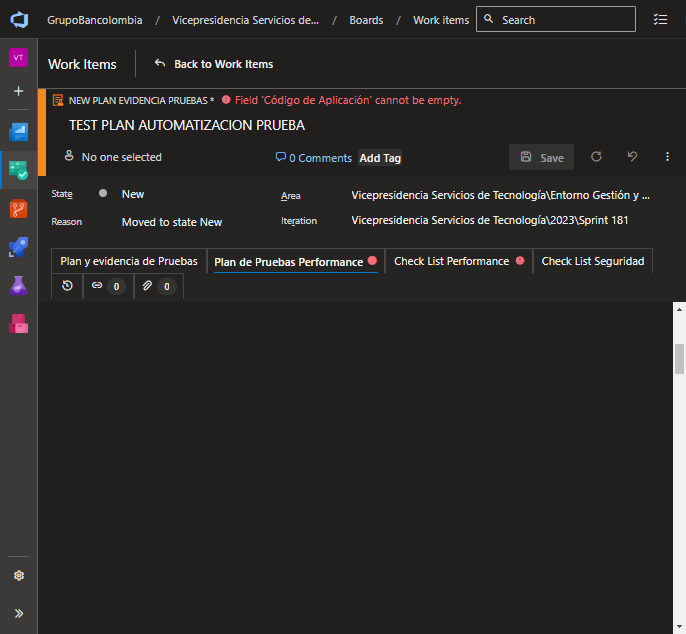 GrupoBancolombia / Vicepresidencia Servicios de... / Boards / Work items Search
VT
Work Items Back to Work Items
NEW PLAN EVIDENCIA PRUEBAS * Field 'Código de Aplicación' cannot be empty.
TEST PLAN AUTOMATIZACION PRUEBA
No one selected 0 Comments Add Tag Save
State New Area Vicepresidencia Servicios de Tecnología\Entorno Gestión y ...
Reason Moved to state New Iteration Vicepresidencia Servicios de Tecnología\2023\Sprint 181
Plan y evidencia de Pruebas Plan de Pruebas Performance Check List Performance Check List Seguridad
0 0